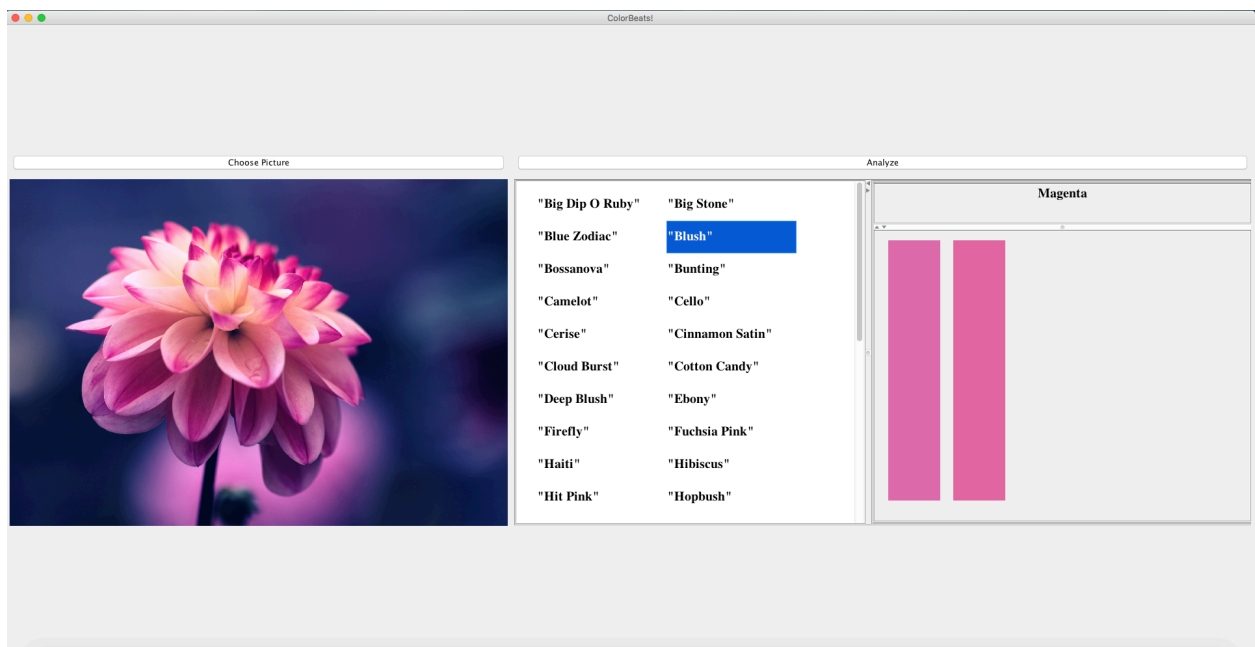 ColorBeats!
Choose Picture
Analyze
"Big Dip O Ruby" "Big Stone"
"Blue Zodiac" "Blush"
"Bossanova" "Bunting"
"Camelot" "Cello"
"Cerise" "Cinnamon Satin"
"Cloud Burst" "Cotton Candy"
"Deep Blush" "Ebony"
"Firefly" "Fuchsia Pink"
"Haiti" "Hibiscus"
"Hit Pink" "Hopbush"
Magenta